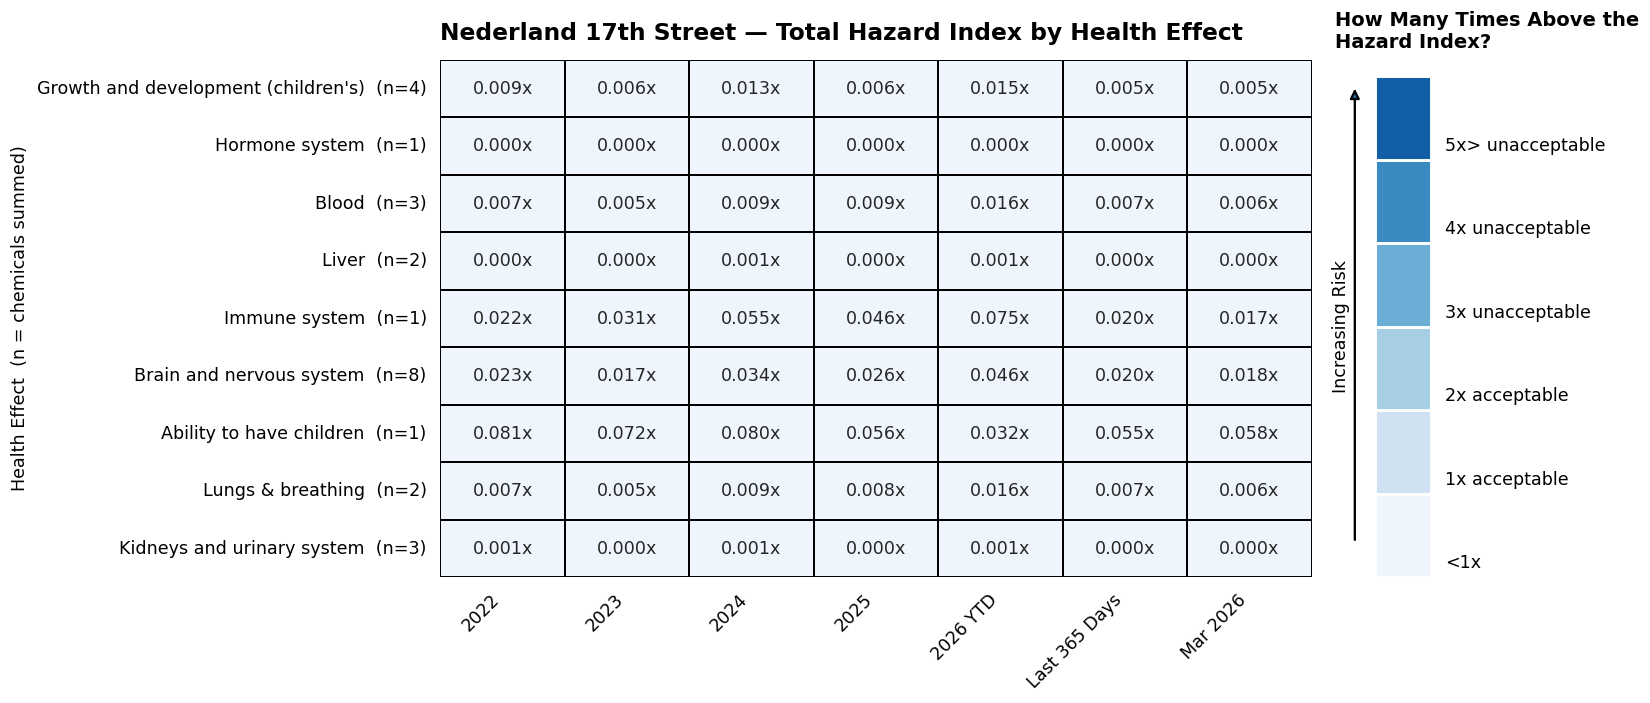 Nederland 17th Street — Total Hazard Index by Health Effect
How Many Times Above the
Hazard Index?
Health Effect  (n = chemicals summed)
Growth and development (children's)  (n=4) 0.009x 0.006x 0.013x 0.006x 0.015x 0.005x 0.005x
Hormone system  (n=1) 0.000x 0.000x 0.000x 0.000x 0.000x 0.000x 0.000x
Blood  (n=3) 0.007x 0.005x 0.009x 0.009x 0.016x 0.007x 0.006x
Liver  (n=2) 0.000x 0.000x 0.001x 0.000x 0.001x 0.000x 0.000x
Immune system  (n=1) 0.022x 0.031x 0.055x 0.046x 0.075x 0.020x 0.017x
Brain and nervous system  (n=8) 0.023x 0.017x 0.034x 0.026x 0.046x 0.020x 0.018x
Ability to have children  (n=1) 0.081x 0.072x 0.080x 0.056x 0.032x 0.055x 0.058x
Lungs & breathing  (n=2) 0.007x 0.005x 0.009x 0.008x 0.016x 0.007x 0.006x
Kidneys and urinary system  (n=3) 0.001x 0.000x 0.001x 0.000x 0.001x 0.000x 0.000x
2022 2023 2024 2025 2026 YTD Last 365 Days Mar 2026
Increasing Risk
5x> unacceptable
4x unacceptable
3x unacceptable
2x acceptable
1x acceptable
<1x